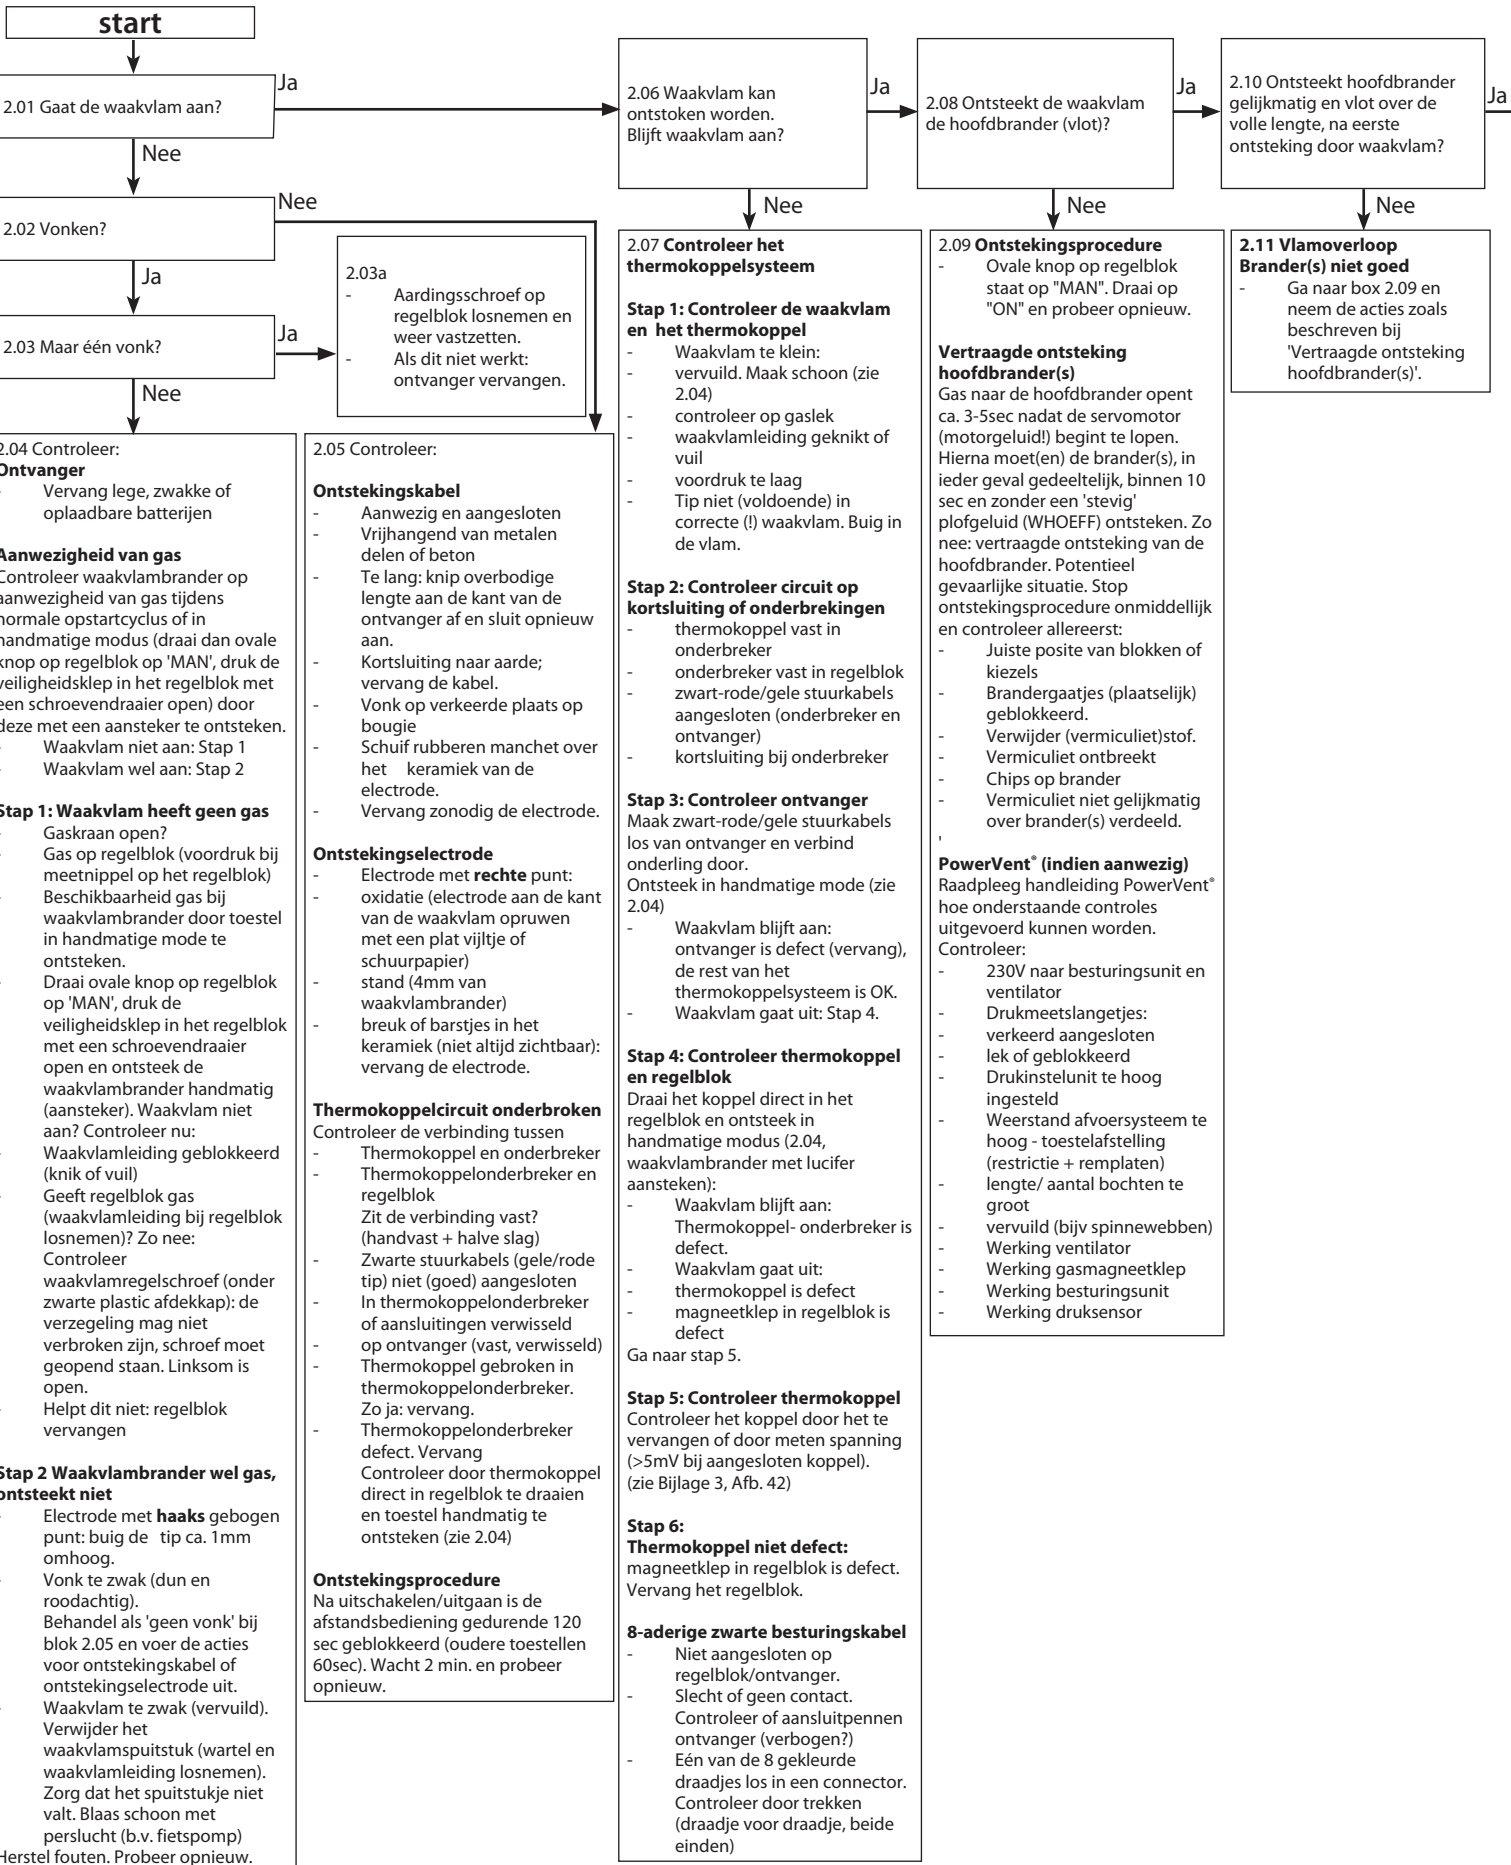 start
2.01 Gaat de waakvlam aan?
Ja
Nee
2.02 Vonken?
Nee
Ja
2.03 Maar één vonk?
Ja
Nee
2.03a
- Aardingsschroef op
regelblok losnemen en
weer vastzetten.
- Als dit niet werkt:
ontvanger vervangen.
2.06 Waakvlam kan
ontstoken worden.
Blijft waakvlam aan?
Ja
Nee
2.08 Ontsteekt de waakvlam
de hoofdbrander (vlot)?
Ja
Nee
2.10 Ontsteekt hoofdbrander
gelijkmatig en vlot over de
volle lengte, na eerste
ontsteking door waakvlam?
Ja
Nee
2.04 Controleer:
Ontvanger
- Vervang lege, zwakke of
oplaadbare batterijen
Aanwezigheid van gas
Controleer waakvlambrander op
aanwezigheid van gas tijdens
normale opstartcyclus of in
handmatige modus (draai dan ovale
knop op regelblok op 'MAN', druk de
veiligheidsklep in het regelblok met
een schroevendraaier open) door
deze met een aansteker te ontsteken.
- Waakvlam niet aan: Stap 1
- Waakvlam wel aan: Stap 2
Stap 1: Waakvlam heeft geen gas
- Gaskraan open?
- Gas op regelblok (voordruk bij
meetnippel op het regelblok)
- Beschikbaarheid gas bij
waakvlambrander door toestel
in handmatige mode te
ontsteken.
- Draai ovale knop op regelblok
op 'MAN', druk de
veiligheidsklep in het regelblok
met een schroevendraaier
open en ontsteek de
waakvlambrander handmatig
(aansteker). Waakvlam niet
aan? Controleer nu:
- Waakvlamleiding geblokkeerd
(knik of vuil)
- Geeft regelblok gas
(waakvlamleiding bij regelblok
losnemen)? Zo nee:
Controleer
waakvlamregelschroef (onder
zwarte plastic afdekkap): de
verzegeling mag niet
verbroken zijn, schroef moet
geopend staan. Linksom is
open.
- Helpt dit niet: regelblok
vervangen
Stap 2 Waakvlambrander wel gas,
ontsteekt niet
- Electrode met haaks gebogen
punt: buig de tip ca. 1mm
omhoog.
- Vonk te zwak (dun en
roodachtig).
Behandel als 'geen vonk' bij
blok 2.05 en voer de acties
voor ontstekingskabel of
ontstekingselectrode uit.
- Waakvlam te zwak (vervuild).
Verwijder het
waakvlamspuitstuk (wartel en
waakvlamleiding losnemen).
Zorg dat het spuitstukje niet
valt. Blaas schoon met
perslucht (b.v. fietspomp)
Herstel fouten. Probeer opnieuw.
2.05 Controleer:
Ontstekingskabel
- Aanwezig en aangesloten
- Vrijhangend van metalen
delen of beton
- Te lang: knip overbodige
lengte aan de kant van de
ontvanger af en sluit opnieuw
aan.
- Kortsluiting naar aarde;
vervang de kabel.
- Vonk op verkeerde plaats op
bougie
- Schuif rubberen manchet over
het keramiek van de
electrode.
- Vervang zonodig de electrode.
Ontstekingselectrode
- Electrode met rechte punt:
- oxidatie (electrode aan de kant
van de waakvlam opruwen
met een plat vijltje of
schuurpapier)
- stand (4mm van
waakvlambrander)
- breuk of barstjes in het
keramiek (niet altijd zichtbaar):
vervang de electrode.
Thermokoppelcircuit onderbroken
Controleer de verbinding tussen
- Thermokoppel en onderbreker
- Thermokoppelonderbreker en
regelblok
Zit de verbinding vast?
(handvast + halve slag)
- Zwarte stuurkabels (gele/rode
tip) niet (goed) aangesloten
- In thermokoppelonderbreker
of aansluitingen verwisseld
- op ontvanger (vast, verwisseld)
- Thermokoppel gebroken in
thermokoppelonderbreker.
Zo ja: vervang.
- Thermokoppelonderbreker
defect. Vervang
Controleer door thermokoppel
direct in regelblok te draaien
en toestel handmatig te
ontsteken (zie 2.04)
Ontstekingsprocedure
Na uitschakelen/uitgaan is de
afstandsbediening gedurende 120
sec geblokkeerd (oudere toestellen
60sec). Wacht 2 min. en probeer
opnieuw.
2.07 Controleer het
thermokoppelsysteem
Stap 1: Controleer de waakvlam
en het thermokoppel
- Waakvlam te klein:
- vervuild. Maak schoon (zie
2.04)
- controleer op gaslek
- waakvlamleiding geknikt of
vuil
- voordruk te laag
- Tip niet (voldoende) in
correcte (!) waakvlam. Buig in
de vlam.
Stap 2: Controleer circuit op
kortsluiting of onderbrekingen
- thermokoppel vast in
onderbreker
- onderbreker vast in regelblok
- zwart-rode/gele stuurkabels
aangesloten (onderbreker en
ontvanger)
- kortsluiting bij onderbreker
Stap 3: Controleer ontvanger
Maak zwart-rode/gele stuurkabels
los van ontvanger en verbind
onderling door.
Ontsteek in handmatige mode (zie
2.04)
- Waakvlam blijft aan:
ontvanger is defect (vervang),
de rest van het
thermokoppelsysteem is OK.
- Waakvlam gaat uit: Stap 4.
Stap 4: Controleer thermokoppel
en regelblok
Draai het koppel direct in het
regelblok en ontsteek in
handmatige modus (2.04,
waakvlambrander met lucifer
aansteken):
- Waakvlam blijft aan:
Thermokoppel- onderbreker is
defect.
- Waakvlam gaat uit:
- thermokoppel is defect
- magneetklep in regelblok is
defect
Ga naar stap 5.
Stap 5: Controleer thermokoppel
Controleer het koppel door het te
vervangen of door meten spanning
(>5mV bij aangesloten koppel).
(zie Bijlage 3, Afb. 42)
Stap 6:
Thermokoppel niet defect:
magneetklep in regelblok is defect.
Vervang het regelblok.
8-aderige zwarte besturingskabel
- Niet aangesloten op
regelblok/ontvanger.
- Slecht of geen contact.
Controleer of aansluitpennen
ontvanger (verbogen?)
- Eén van de 8 gekleurde
draadjes los in een connector.
Controleer door trekken
(draadje voor draadje, beide
einden)
2.09 Ontstekingsprocedure
- Ovale knop op regelblok
staat op "MAN". Draai op
"ON" en probeer opnieuw.
Vertraagde ontsteking
hoofdbrander(s)
Gas naar de hoofdbrander opent
ca. 3-5sec nadat de servomotor
(motorgeluid!) begint te lopen.
Hierna moet(en) de brander(s), in
ieder geval gedeeltelijk, binnen 10
sec en zonder een 'stevig'
plofgeluid (WHOEFF) ontsteken. Zo
nee: vertraagde ontsteking van de
hoofdbrander. Potentieel
gevaarlijke situatie. Stop
ontstekingsprocedure onmiddellijk
en controleer allereerst:
- Juiste positie van blokken of
kiezels
- Brandergaatjes (plaatselijk)
geblokkeerd.
- Verwijder (vermiculiet)stof.
- Vermiculiet ontbreekt
- Chips op brander
- Vermiculiet niet gelijkmatig
over brander(s) verdeeld.
'
PowerVent® (indien aanwezig)
Raadpleeg handleiding PowerVent®
hoe onderstaande controles
uitgevoerd kunnen worden.
Controleer:
- 230V naar besturingsunit en
ventilator
- Drukmeetslangetjes:
- verkeerd aangesloten
- lek of geblokkeerd
- Drukinstelunit te hoog
ingesteld
- Weerstand afvoersysteem te
hoog - toestelafstelling
(restrictie + remplaten)
- lengte/ aantal bochten te
groot
- vervuild (bijv spinnewebben)
- Werking ventilator
- Werking gasmagneetklep
- Werking besturingsunit
- Werking druksensor
2.11 Vlamoverloop
Brander(s) niet goed
- Ga naar box 2.09 en
neem de acties zoals
beschreven bij
'Vertraagde ontsteking
hoofdbrander(s)'.